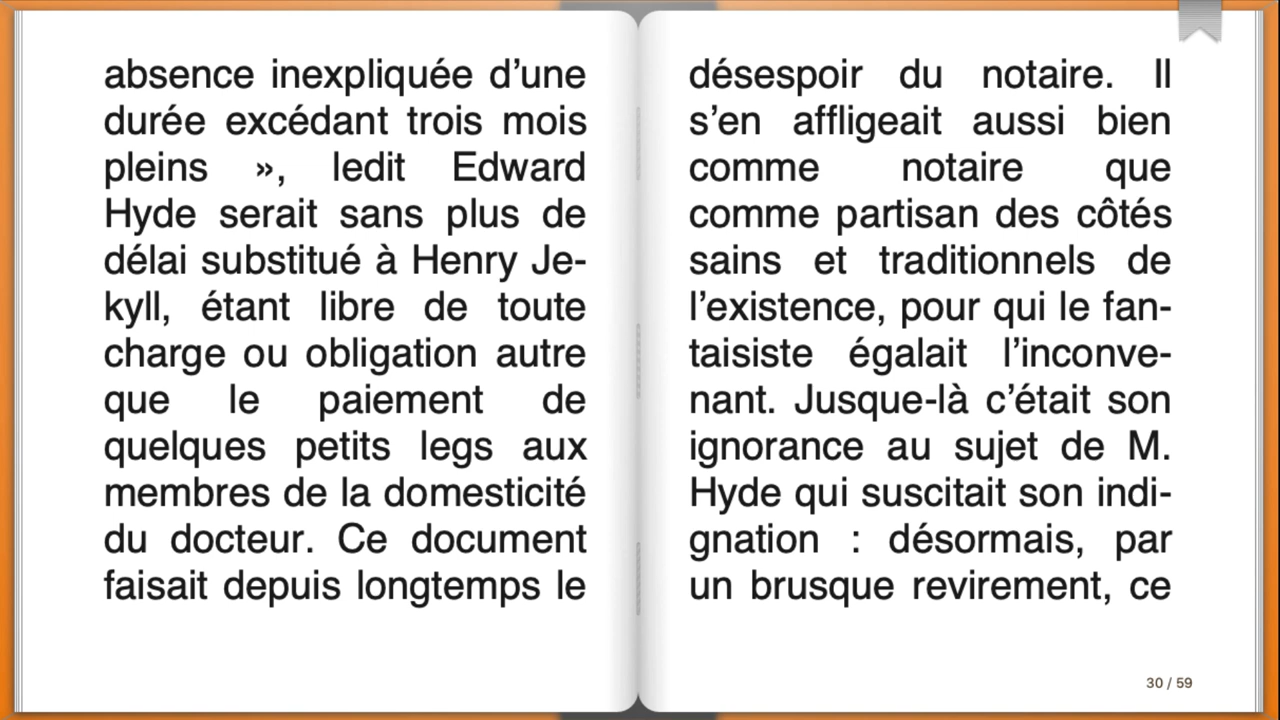 absence inexpliquée d’une
durée excédant trois mois
pleins », ledit Edward
Hyde serait sans plus de
délai substitué à Henry Je-
kyll, étant libre de toute
charge ou obligation autre
que le paiement de
quelques petits legs aux
membres de la domesticité
du docteur. Ce document
faisait depuis longtemps le
désespoir du notaire. Il
s’en affligeait aussi bien
comme notaire que
comme partisan des côtés
sains et traditionnels de
l’existence, pour qui le fan-
taisiste égalait l’inconve-
nant. Jusque-là c’était son
ignorance au sujet de M.
Hyde qui suscitait son indi-
gnation : désormais, par
un brusque revirement, ce
30 / 59